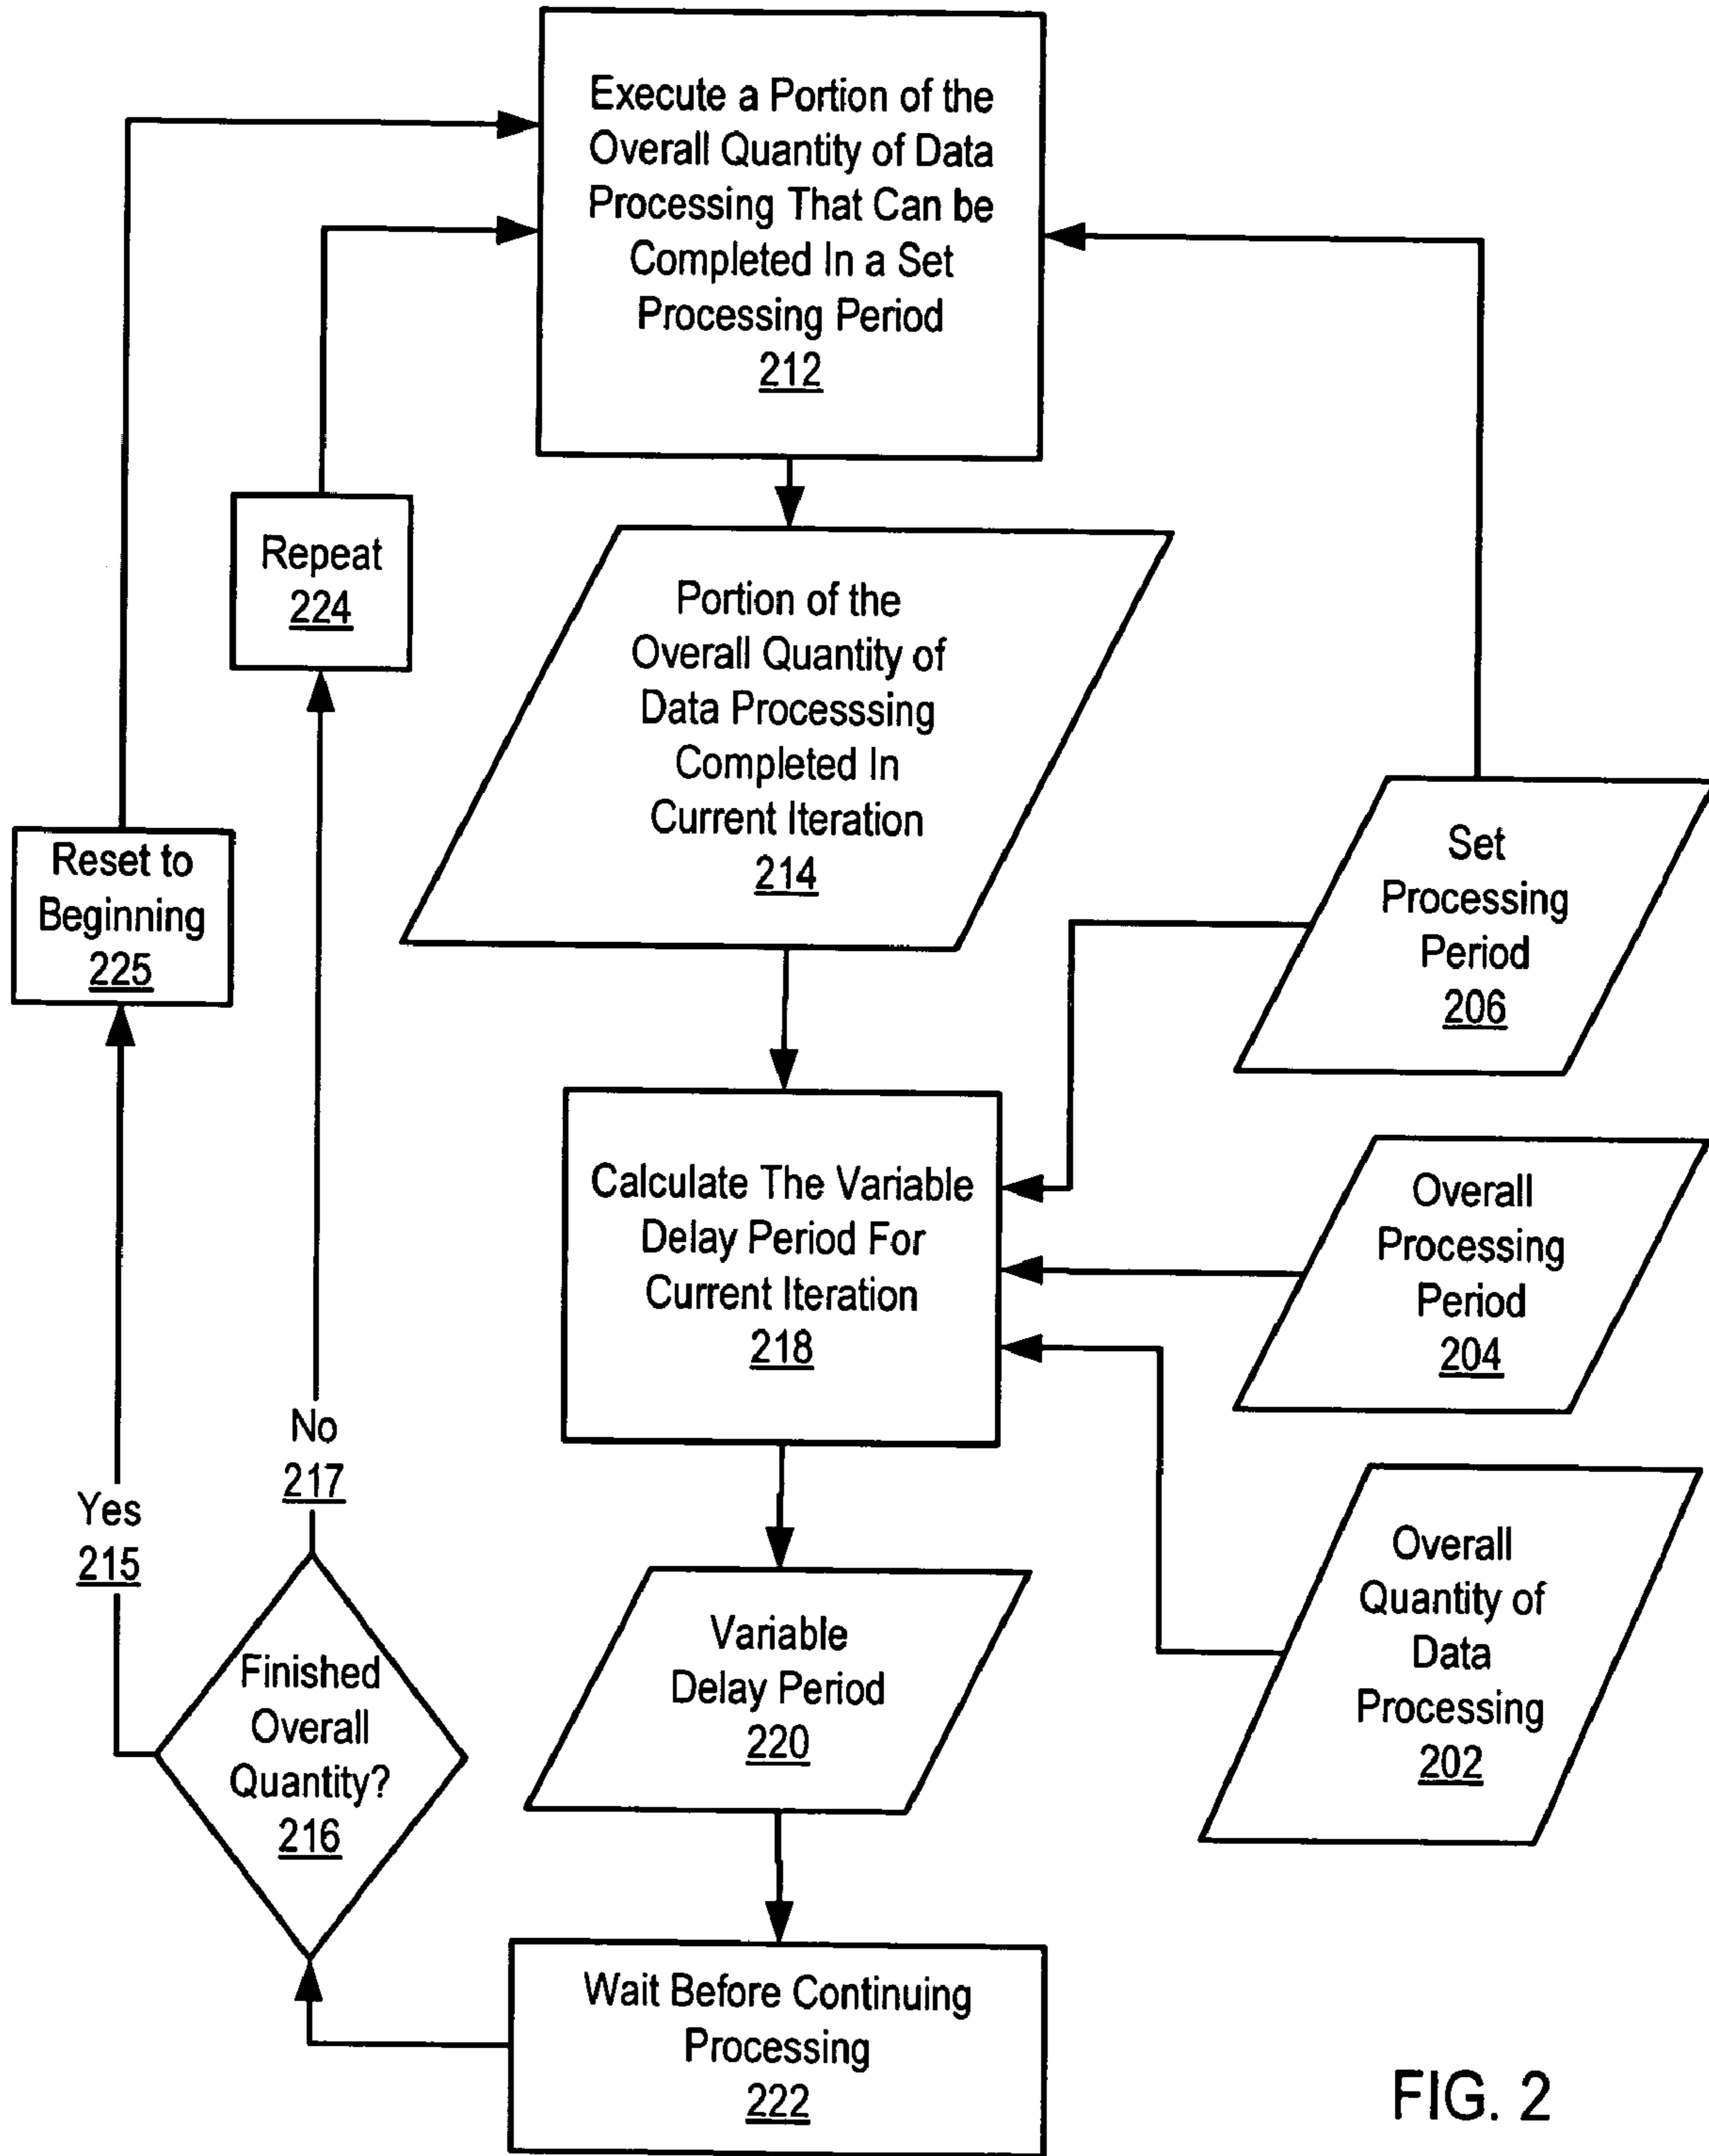 Execute a Portion of the
Overall Quantity of Data
Processing That Can be
Completed In a Set
Processing Period
212
Repeat
224
Portion of the
Overall Quantity of
Data Processsing
Completed In
Current Iteration
214
Reset to
Beginning
225
Set
Processing
Period
206
Calculate The Variable
Delay Period For
Current Iteration
218
Overall
Processing
Period
204
No
217
Yes
215
Overall
Quantity of
Data
Processing
202
Variable
Delay Period
220
Finished
Overall
Quantity?
216
Wait Before Continuing
Processing
222
FIG. 2